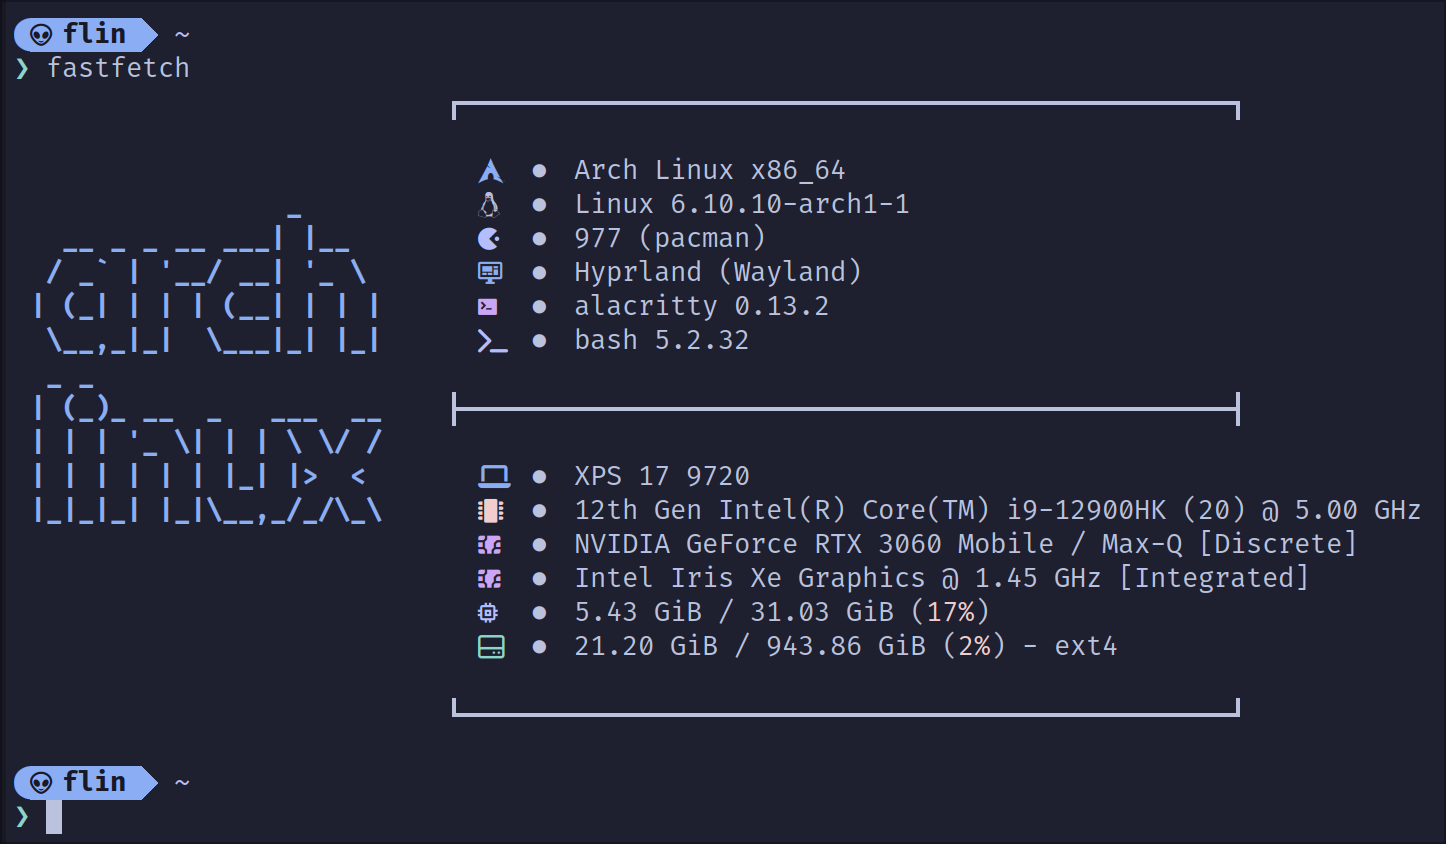 flin ~
❯ fastfetch
Arch Linux x86_64
Linux 6.10.10-arch1-1
977 (pacman)
Hyprland (Wayland)
alacritty 0.13.2
bash 5.2.32
arch
linux
XPS 17 9720
12th Gen Intel(R) Core(TM) i9-12900HK (20) @ 5.00 GHz
NVIDIA GeForce RTX 3060 Mobile / Max-Q [Discrete]
Intel Iris Xe Graphics @ 1.45 GHz [Integrated]
5.43 GiB / 31.03 GiB (17%)
21.20 GiB / 943.86 GiB (2%) - ext4
flin ~
❯